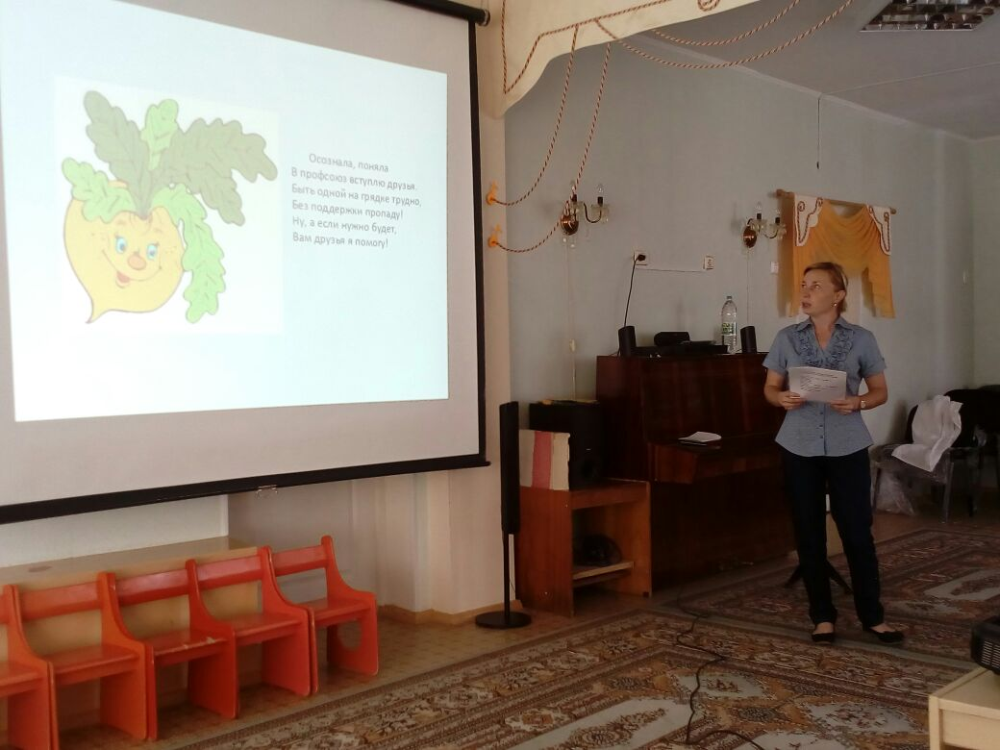 Осознала, поняла
В профсоюз вступлю друзья.
Быть одной на грядке трудно,
Без поддержки пропаду!
Ну, а если нужно будет,
Вам друзья я помогу!